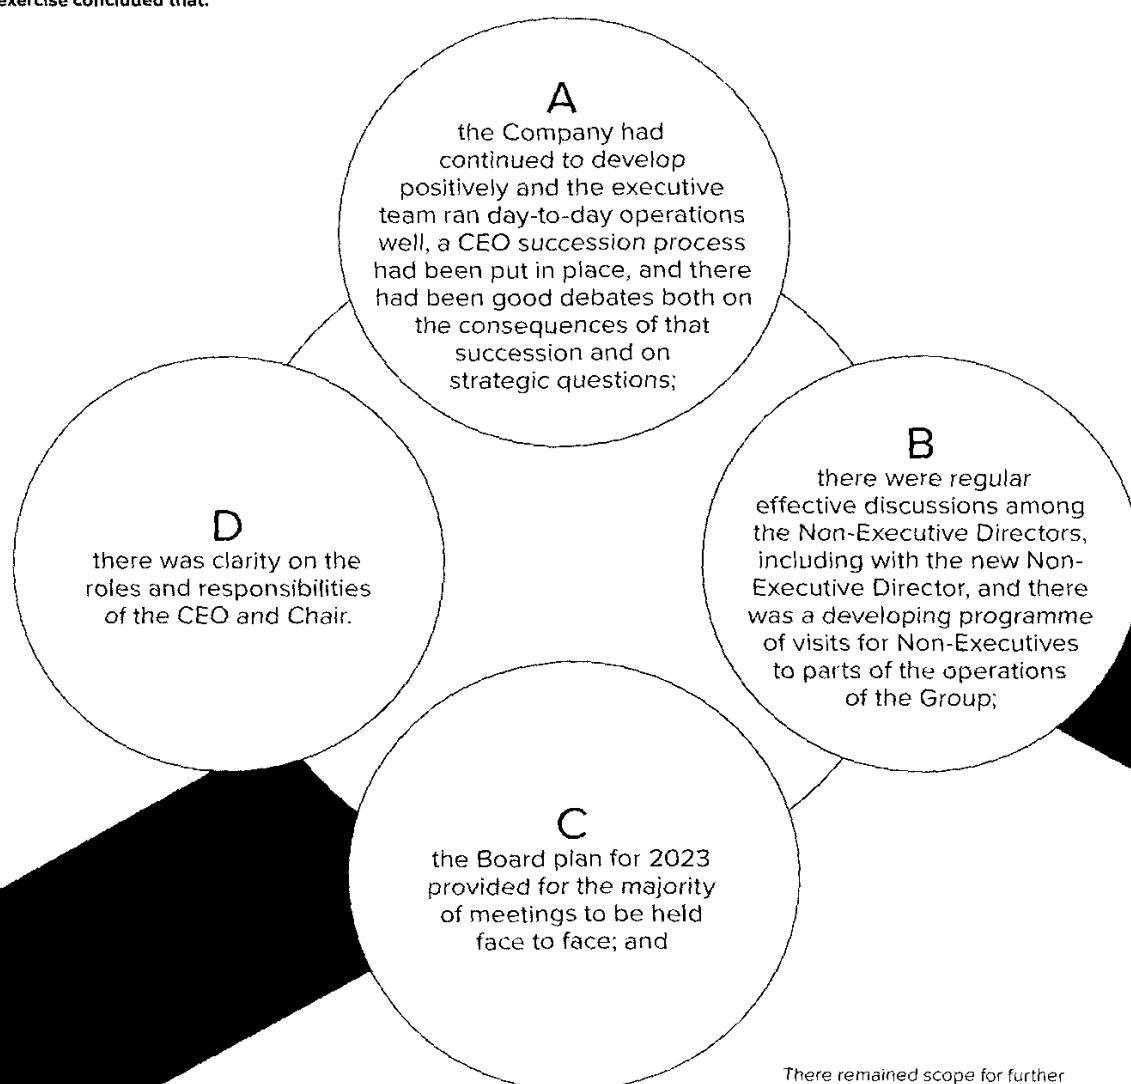 exercise concluded that:
A
the Company had
continued to develop
positively and the executive
team ran day-to-day operations
well, a CEO succession process
had been put in place, and there
had been good debates both on
the consequences of that
succession and on
strategic questions;
B
there were regular
effective discussions among
the Non-Executive Directors,
including with the new Non-
Executive Director, and there
was a developing programme
of visits for Non-Executives
to parts of the operations
of the Group;
D
there was clarity on the
roles and responsibilities
of the CEO and Chair.
C
the Board plan for 2023
provided for the majority
of meetings to be held
face to face; and
There remained scope for further